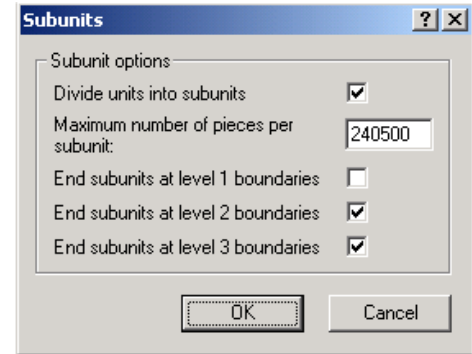 Subunits
Subunit options
Divide units into subunits
Maximum number of pieces per
subunit:
240500
End subunits at level 1 boundaries
End subunits at level 2 boundaries
End subunits at level 3 boundaries
OK
Cancel